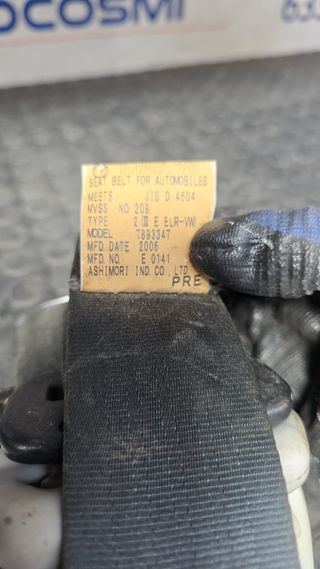 OCOSMI
SEAT BELT FOR AUTOMOBILES
MEETS JIS D 4604
MVSS NO 209
TYPE 2 (Ⅲ E ELR-VW)
MODEL T89334T
MFD. DATE 2006
MFD. NO. E 0141
ASHIMORI IND. CO., LTD
PRE